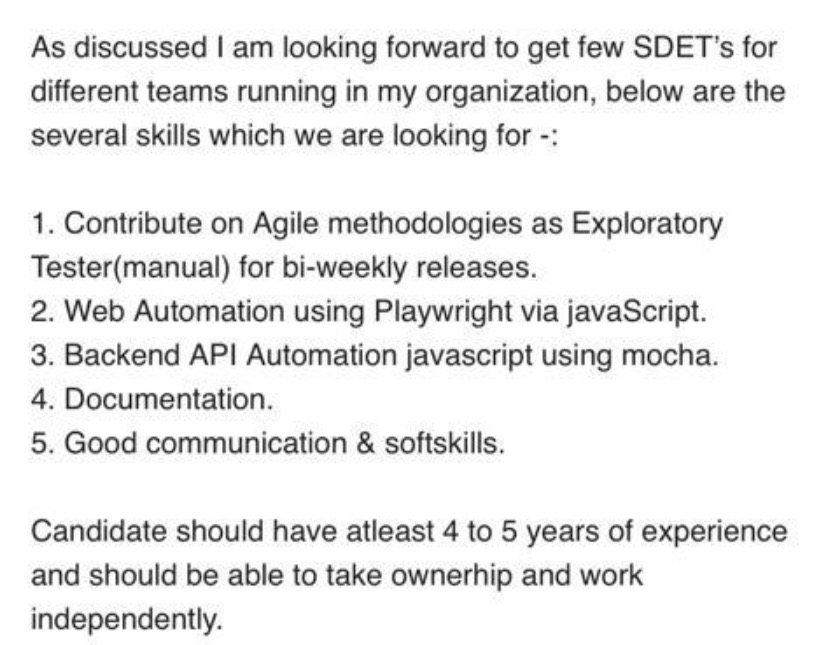 As discussed I am looking forward to get few SDET's for
different teams running in my organization, below are the
several skills which we are looking for -:
1. Contribute on Agile methodologies as Exploratory
Tester(manual) for bi-weekly releases.
2. Web Automation using Playwright via javaScript.
3. Backend API Automation javascript using mocha.
4. Documentation.
5. Good communication & softskills.
Candidate should have atleast 4 to 5 years of experience
and should be able to take ownerhip and work
independently.